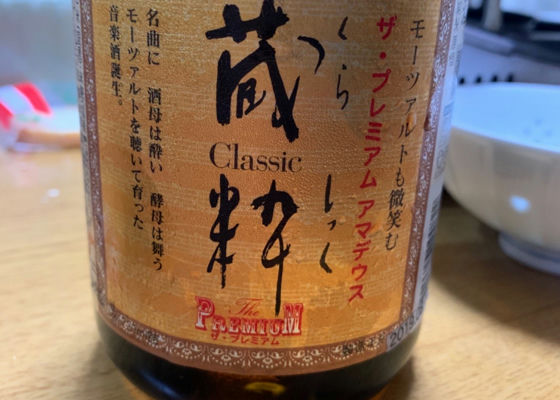 モーツァルトも微笑む
ザ・プレミアム アマデウス
くら
しっく
蔵
Classic
粋
名曲に 酒母は酔い 酵母は舞う
モーツァルトを聴いて育った
音楽酒誕生。
The
PREMIUM
ザ・プレミアム